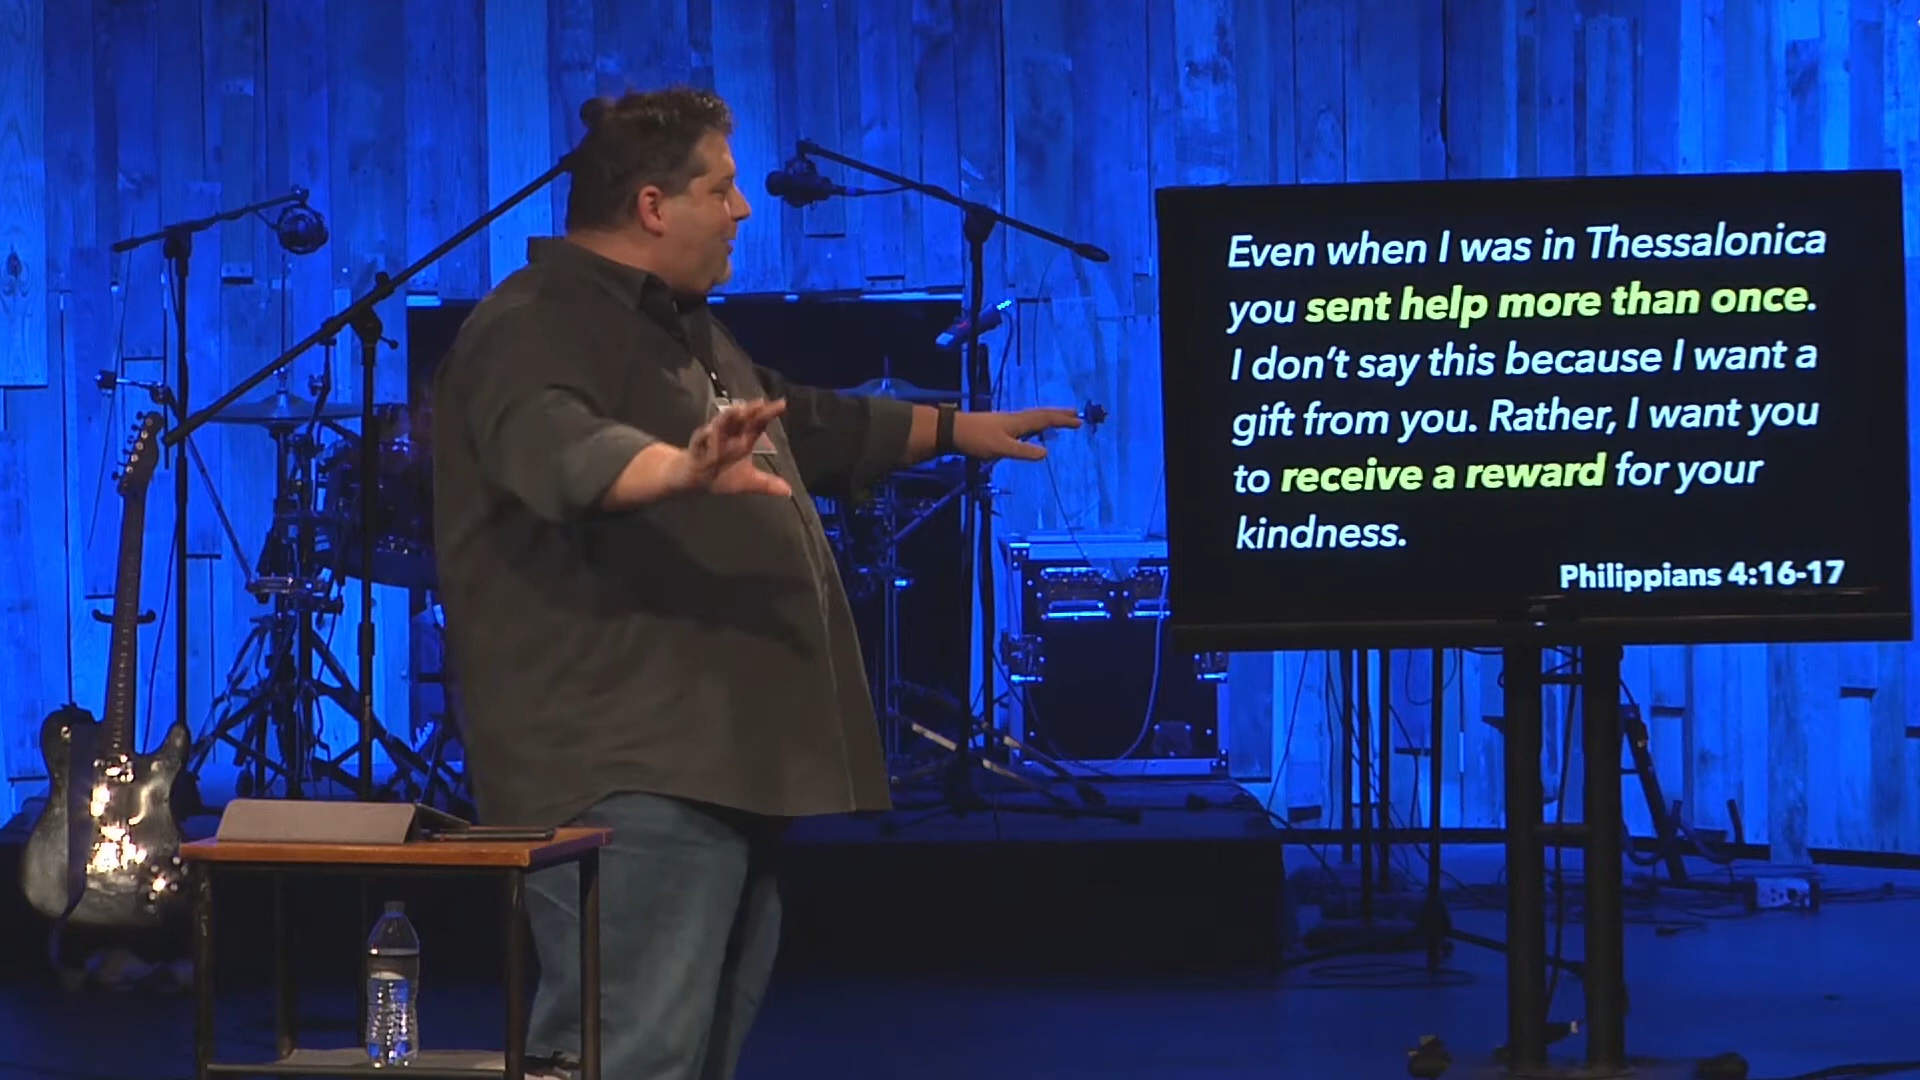 Even when I was in Thessalonica
you sent help more than once.
I don't say this because I want a
gift from you. Rather, I want you
to receive a reward for your
kindness.
Philippians 4:16-17